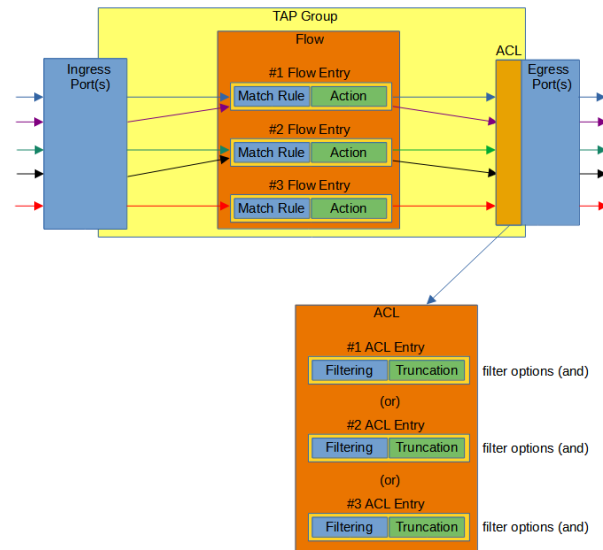 TAP Group
Flow
Ingress
Port(s)
ACL
Egress
Port(s)
#1 Flow Entry
Match Rule
Action
#2 Flow Entry
Match Rule
Action
#3 Flow Entry
Match Rule
Action
ACL
#1 ACL Entry
Filtering
Truncation
filter options (and)
(or)
#2 ACL Entry
Filtering
Truncation
filter options (and)
(or)
#3 ACL Entry
Filtering
Truncation
filter options (and)